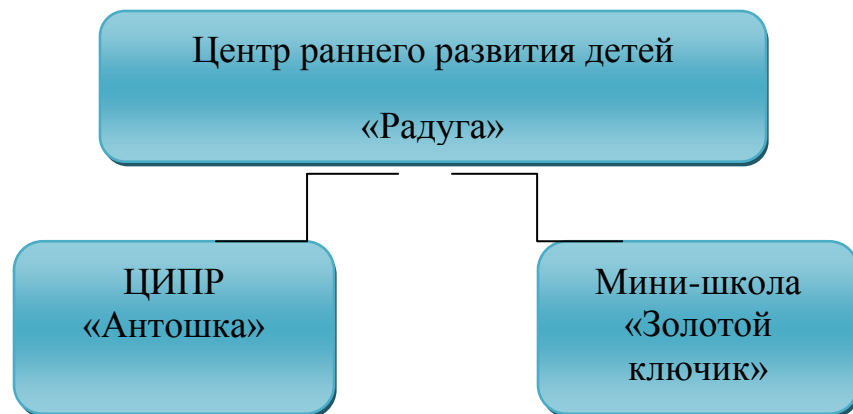 Центр раннего развития детей
«Радуга»
ЦИПР
«Антошка»
Мини-школа
«Золотой
ключик»